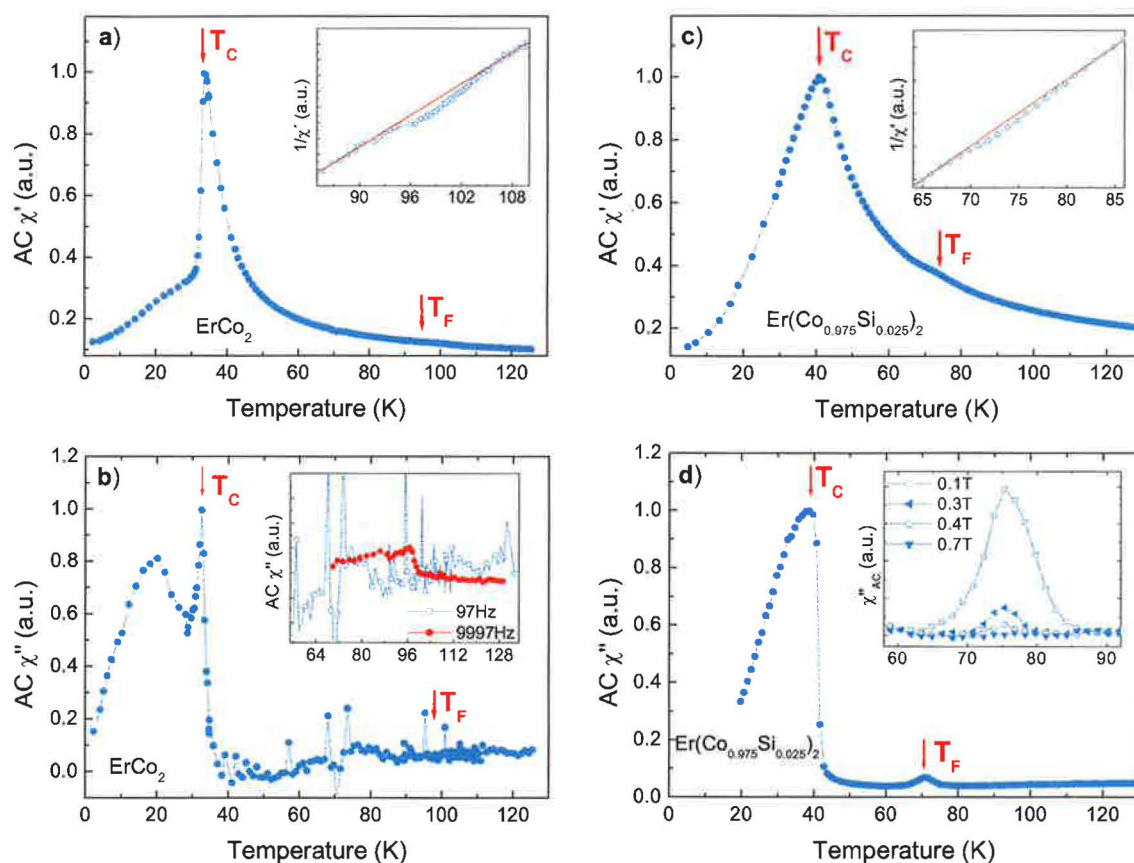 a)
T_C
1/χ' (a.u.)
90 96 102 108
AC χ' (a.u.)
1.0
0.8
0.6
0.4
0.2
T_F
ErCo₂
0 20 40 60 80 100 120
Temperature (K)
c)
T_C
1/χ' (a.u.)
65 70 75 80 85
AC χ' (a.u.)
1.0
0.8
0.6
0.4
0.2
T_F
Er(Co₀.₉₇₅Si₀.₀₂₅)₂
0 20 40 60 80 100 120
Temperature (K)
b)
T_C
AC χ'' (a.u.)
97Hz
9997Hz
64 80 96 112 128
AC χ'' (a.u.)
1.2
1.0
0.8
0.6
0.4
0.2
0.0
T_F
ErCo₂
0 20 40 60 80 100 120
Temperature (K)
d)
T_C
0.1T
0.3T
0.4T
0.7T
χ''_AC (a.u.)
60 70 80 90
AC χ'' (a.u.)
1.2
1.0
0.8
0.6
0.4
0.2
0.0
Er(Co₀.₉₇₅Si₀.₀₂₅)₂
T_F
0 20 40 60 80 100 120
Temperature (K)